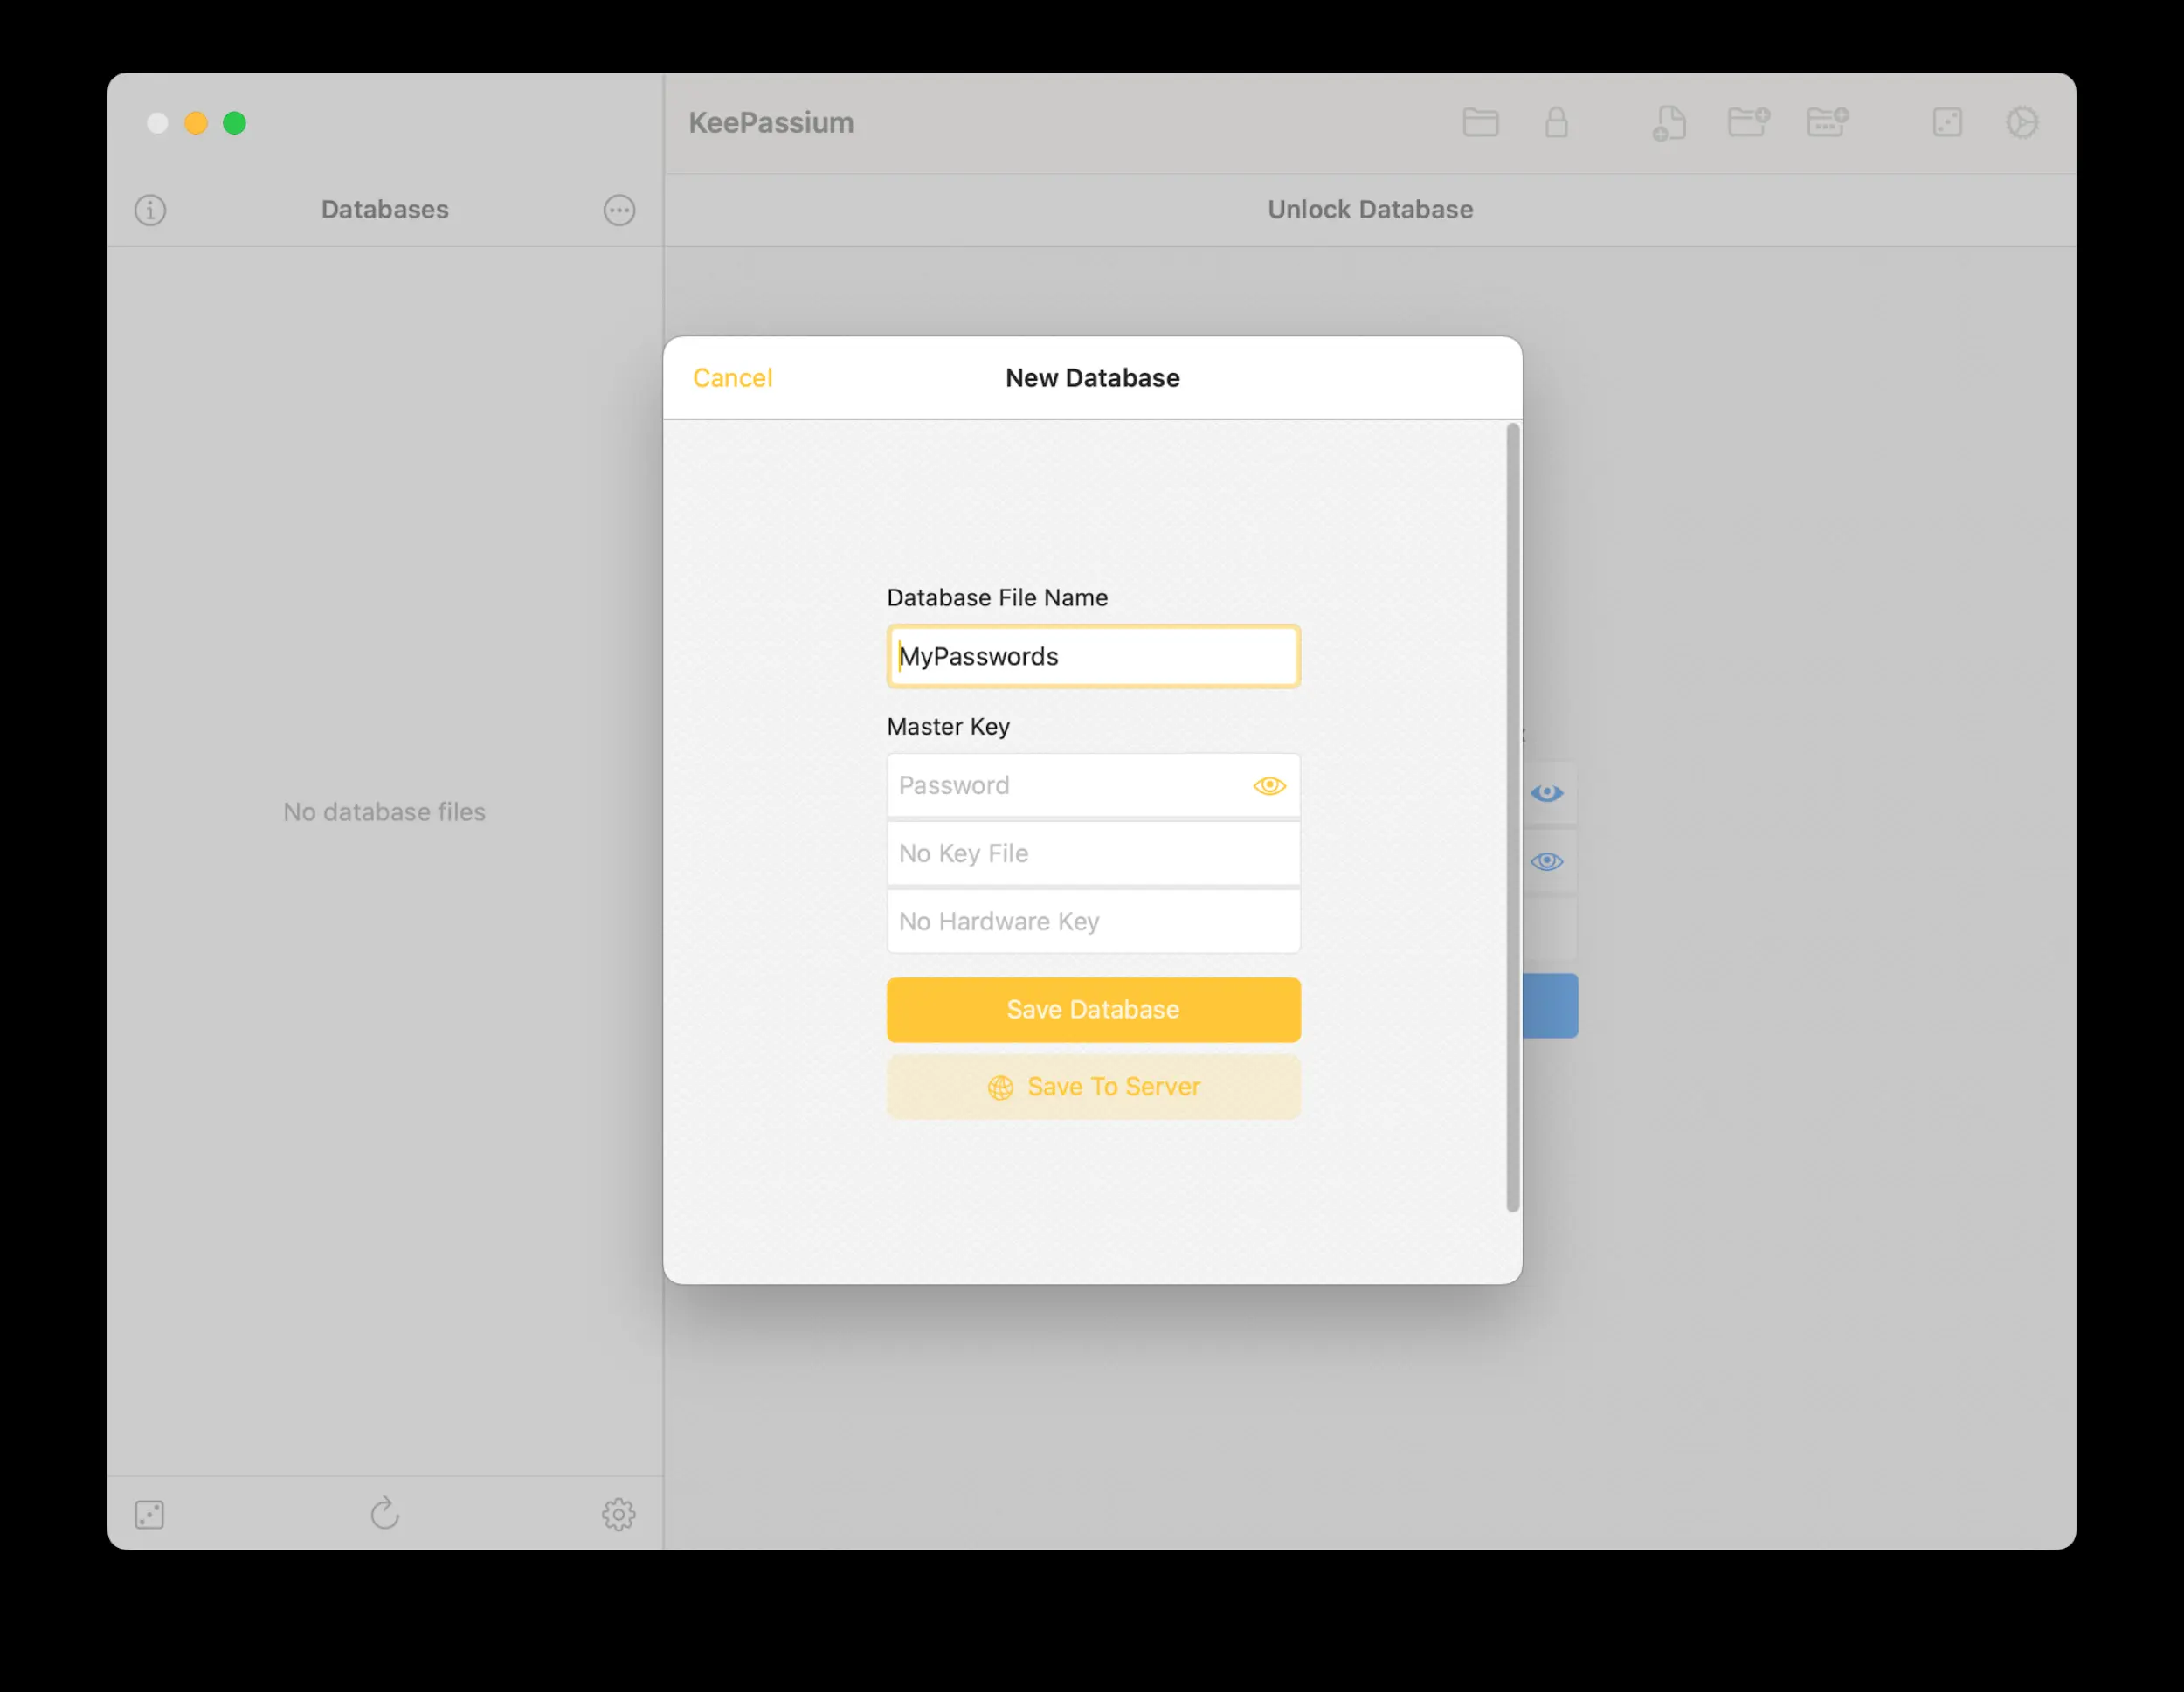 KeePassium
Databases
Unlock Database
No database files
Cancel
New Database
Database File Name
MyPasswords
Master Key
Password
No Key File
No Hardware Key
Save Database
Save To Server